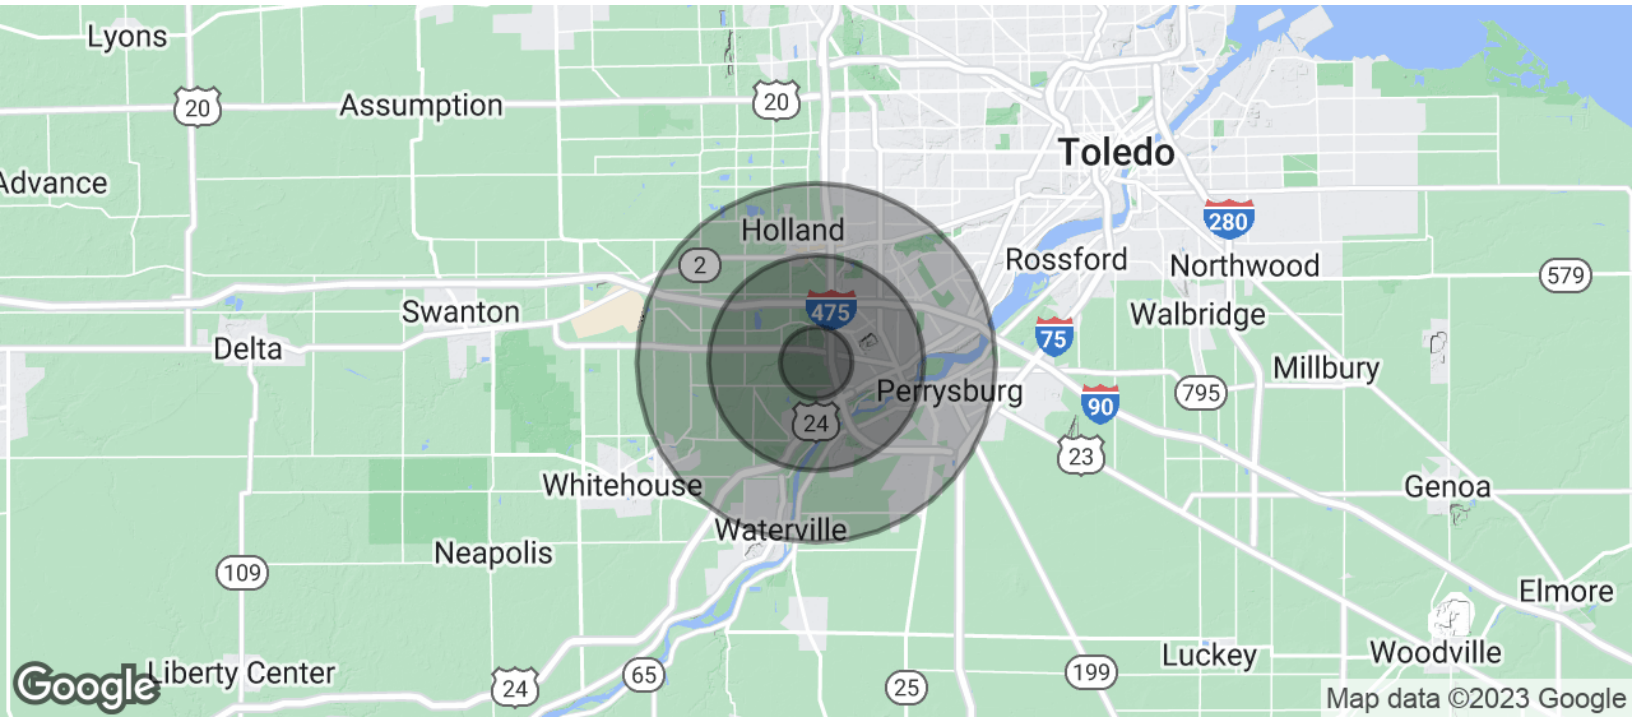 Lyons
20
Assumption
20
Toledo
Advance
280
Holland
2
Rossford
Northwood
579
Swanton
475
Walbridge
75
Delta
Millbury
Perrysburg
795
90
24
23
Whitehouse
Genoa
Waterville
Neapolis
109
Elmore
Luckey
Woodville
Liberty Center
65
24
25
199
Google
Map data ©2023 Google